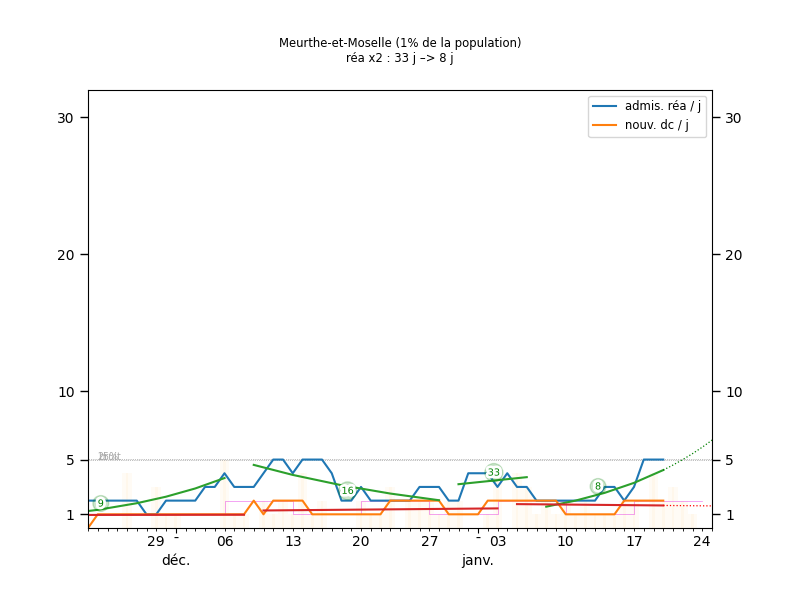 Meurthe-et-Moselle (1% de la population)
réa x2 : 33 j –> 8 j
admis. réa / j
nouv. dc / j
30 30
20 20
10 10
5 5
1 1
9 16 33 8
29 - 06 13 20 27 - 03 10 17 24
déc. janv.